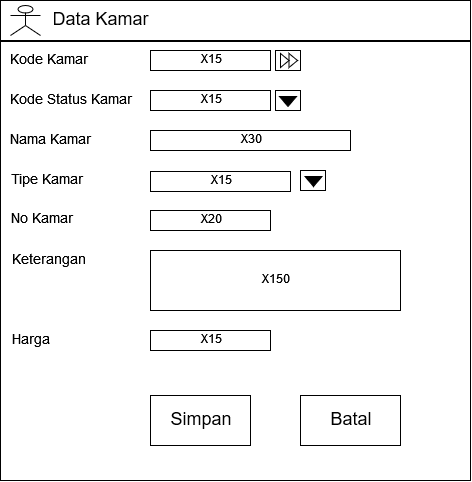 Data Kamar
Kode Kamar X15
Kode Status Kamar X15
Nama Kamar X30
Tipe Kamar X15
No Kamar X20
Keterangan X150
Harga X15
Simpan Batal